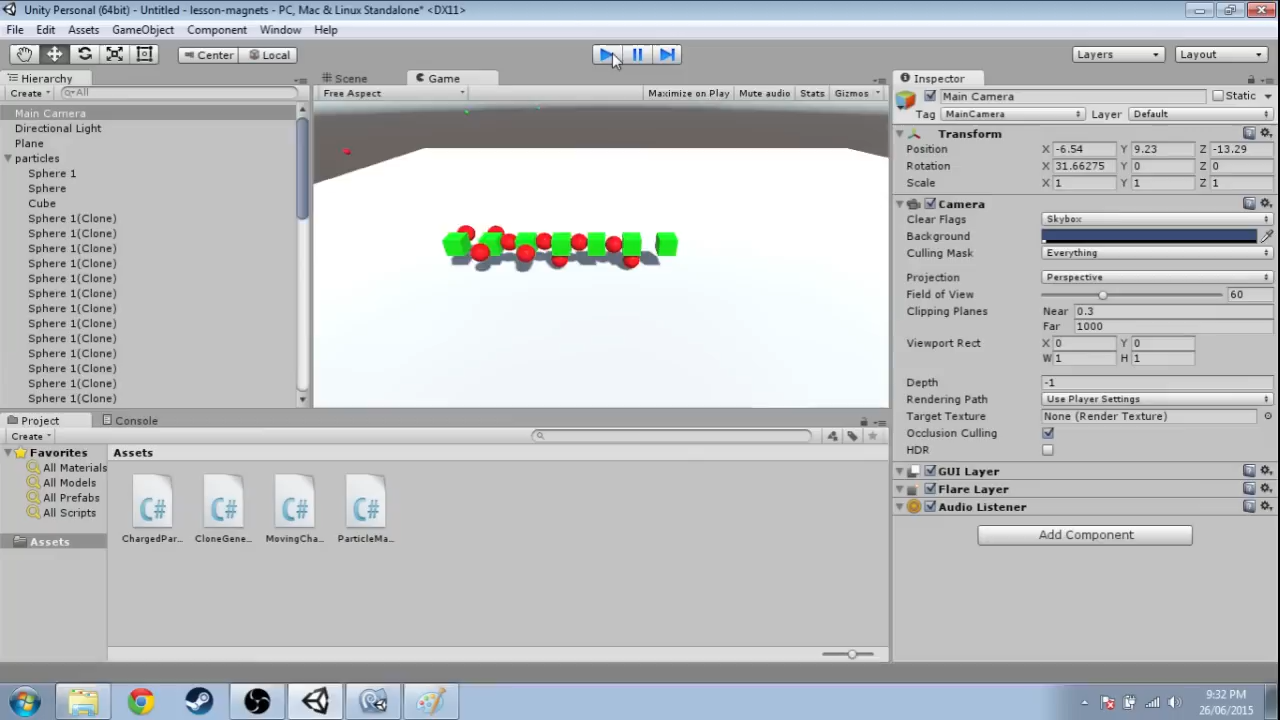 Unity Personal (64bit) - Untitled - lesson-magnets - PC, Mac & Linux Standalone* <DX11>
File Edit Assets GameObject Component Window Help
Center Local Layers Layout
Hierarchy
Create All
Main Camera
Directional Light
Plane
particles
Sphere 1
Sphere
Cube
Sphere 1(Clone)
Sphere 1(Clone)
Sphere 1(Clone)
Sphere 1(Clone)
Sphere 1(Clone)
Sphere 1(Clone)
Sphere 1(Clone)
Sphere 1(Clone)
Sphere 1(Clone)
Sphere 1(Clone)
Sphere 1(Clone)
Sphere 1(Clone)
Sphere 1(Clone)
Scene Game
Free Aspect Maximize on Play Mute audio Stats Gizmos
Inspector
Main Camera Static
Tag MainCamera Layer Default
Transform
Position X -6.54 Y 9.23 Z -13.29
Rotation X 31.66275 Y 0 Z 0
Scale X 1 Y 1 Z 1
Camera
Clear Flags Skybox
Background
Culling Mask Everything
Projection Perspective
Field of View 60
Clipping Planes Near 0.3
Far 1000
Viewport Rect X 0 Y 0
W 1 H 1
Depth -1
Rendering Path Use Player Settings
Target Texture None (Render Texture)
Occlusion Culling
HDR
GUI Layer
Flare Layer
Audio Listener
Add Component
Project Console
Create
Favorites
All Materials
All Models
All Prefabs
All Scripts
Assets
Assets
C# C# C# C#
ChargedPar... CloneGene... MovingCha... ParticleMa...
9:32 PM
26/06/2015